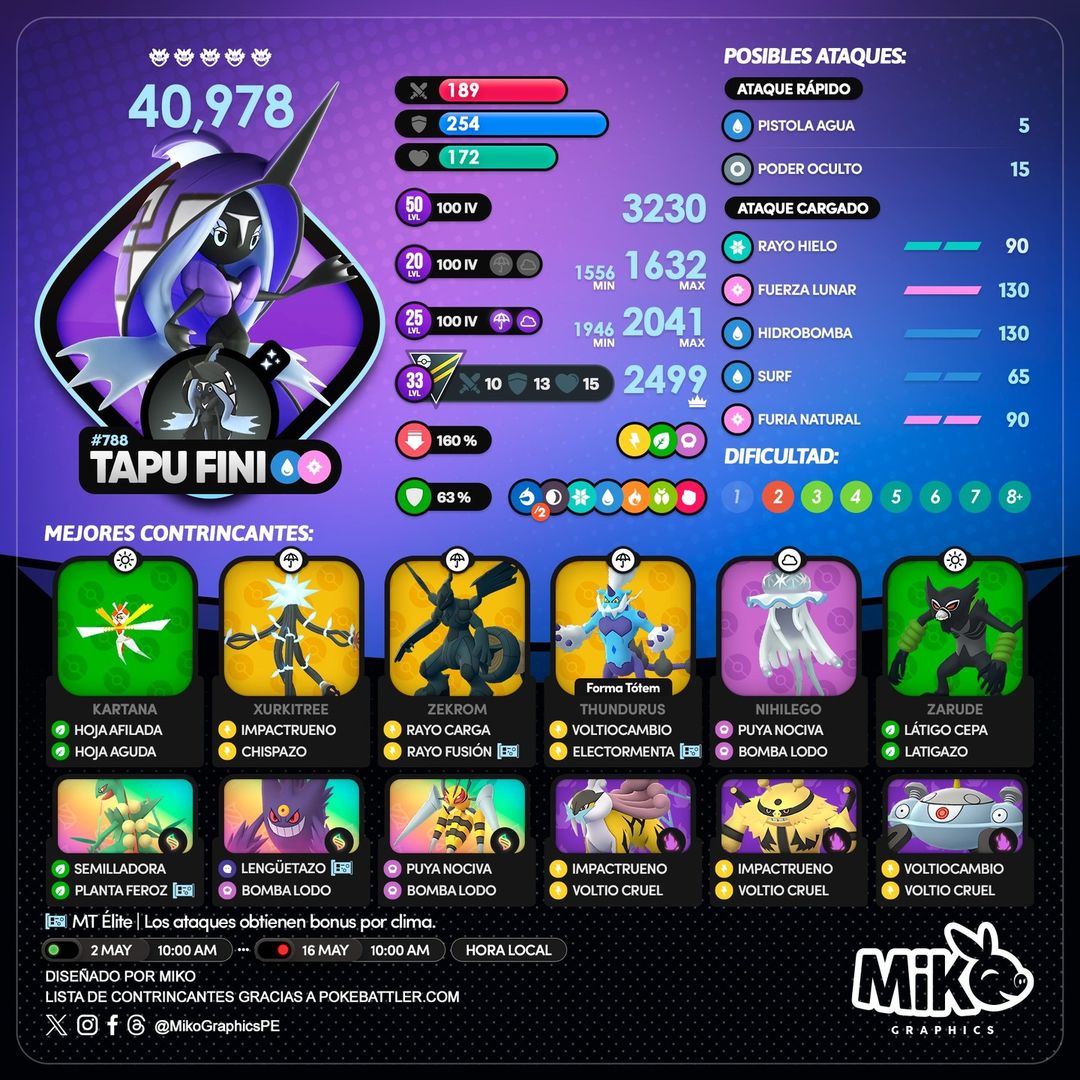 40,978
#788
TAPU FINI
189
254
172
50 LVL 100 IV 3230
20 LVL 100 IV 1556 MIN 1632 MAX
25 LVL 100 IV 1946 MIN 2041 MAX
33 LVL 10 13 15 2499
160 %
63 %
/2
POSIBLES ATAQUES:
ATAQUE RÁPIDO
PISTOLA AGUA 5
PODER OCULTO 15
ATAQUE CARGADO
RAYO HIELO 90
FUERZA LUNAR 130
HIDROBOMBA 130
SURF 65
FURIA NATURAL 90
DIFICULTAD:
1 2 3 4 5 6 7 8+
MEJORES CONTRINCANTES:
KARTANA
HOJA AFILADA
HOJA AGUDA
XURKITREE
IMPACTRUENO
CHISPAZO
ZEKROM
RAYO CARGA
RAYO FUSIÓN
Forma Tótem
THUNDURUS
VOLTIOCAMBIO
ELECTORMENTA
NIHILEGO
PUYA NOCIVA
BOMBA LODO
ZARUDE
LÁTIGO CEPA
LATIGAZO
SEMILLADORA
PLANTA FEROZ
LENGÜETAZO
BOMBA LODO
PUYA NOCIVA
BOMBA LODO
IMPACTRUENO
VOLTIO CRUEL
IMPACTRUENO
VOLTIO CRUEL
VOLTIOCAMBIO
VOLTIO CRUEL
MT Élite | Los ataques obtienen bonus por clima.
2 MAY 10:00 AM ... 16 MAY 10:00 AM HORA LOCAL
DISEÑADO POR MIKO
LISTA DE CONTRINCANTES GRACIAS A POKEBATTLER.COM
@MikoGraphicsPE
MiKO
GRAPHICS